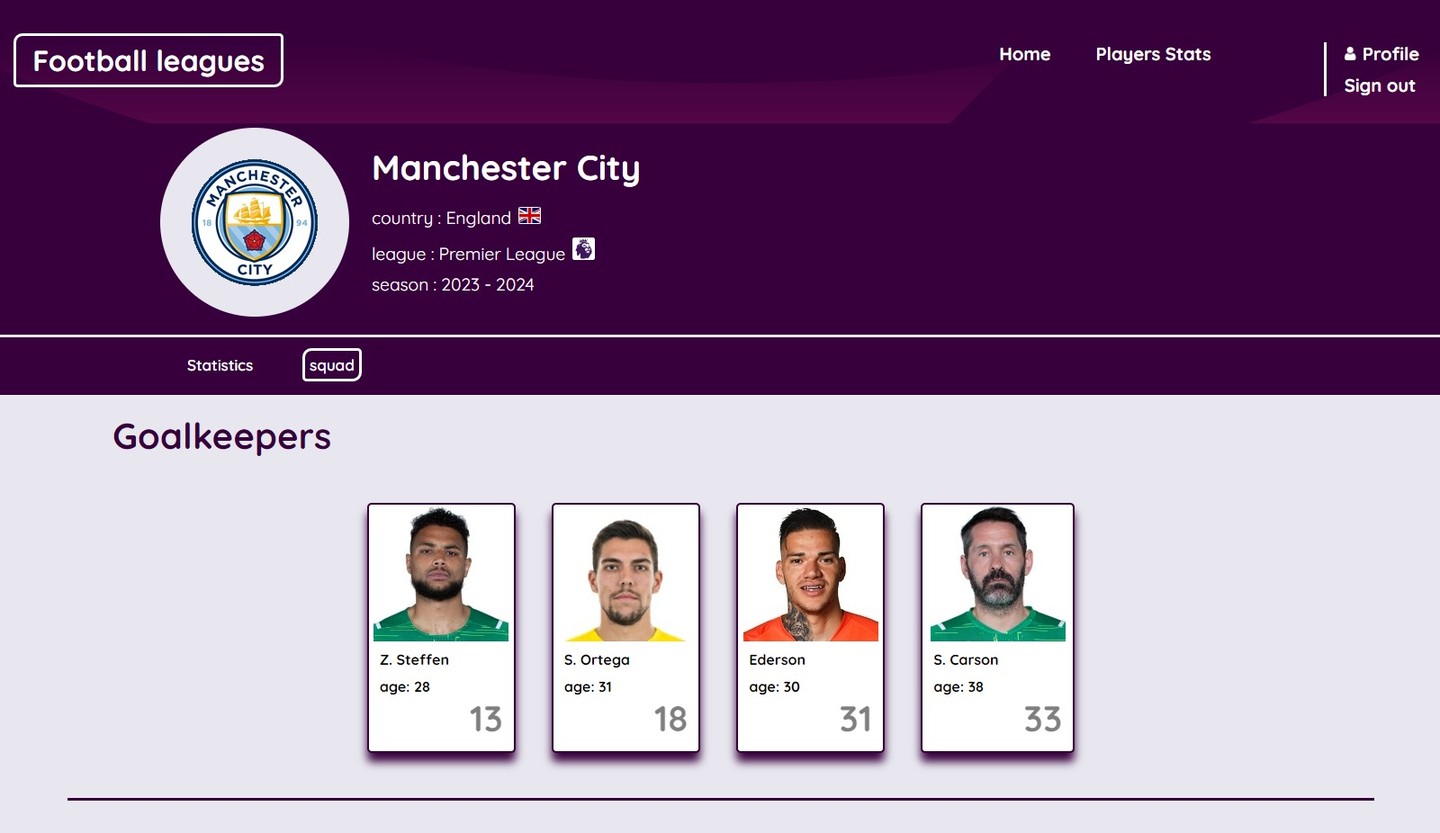 Football leagues
Home
Players Stats
Profile
Sign out
MANCHESTER
18 94
CITY
Manchester City
country : England
league : Premier League
season : 2023 - 2024
Statistics
squad
Goalkeepers
Z. Steffen
age: 28
13
S. Ortega
age: 31
18
Ederson
age: 30
31
S. Carson
age: 38
33